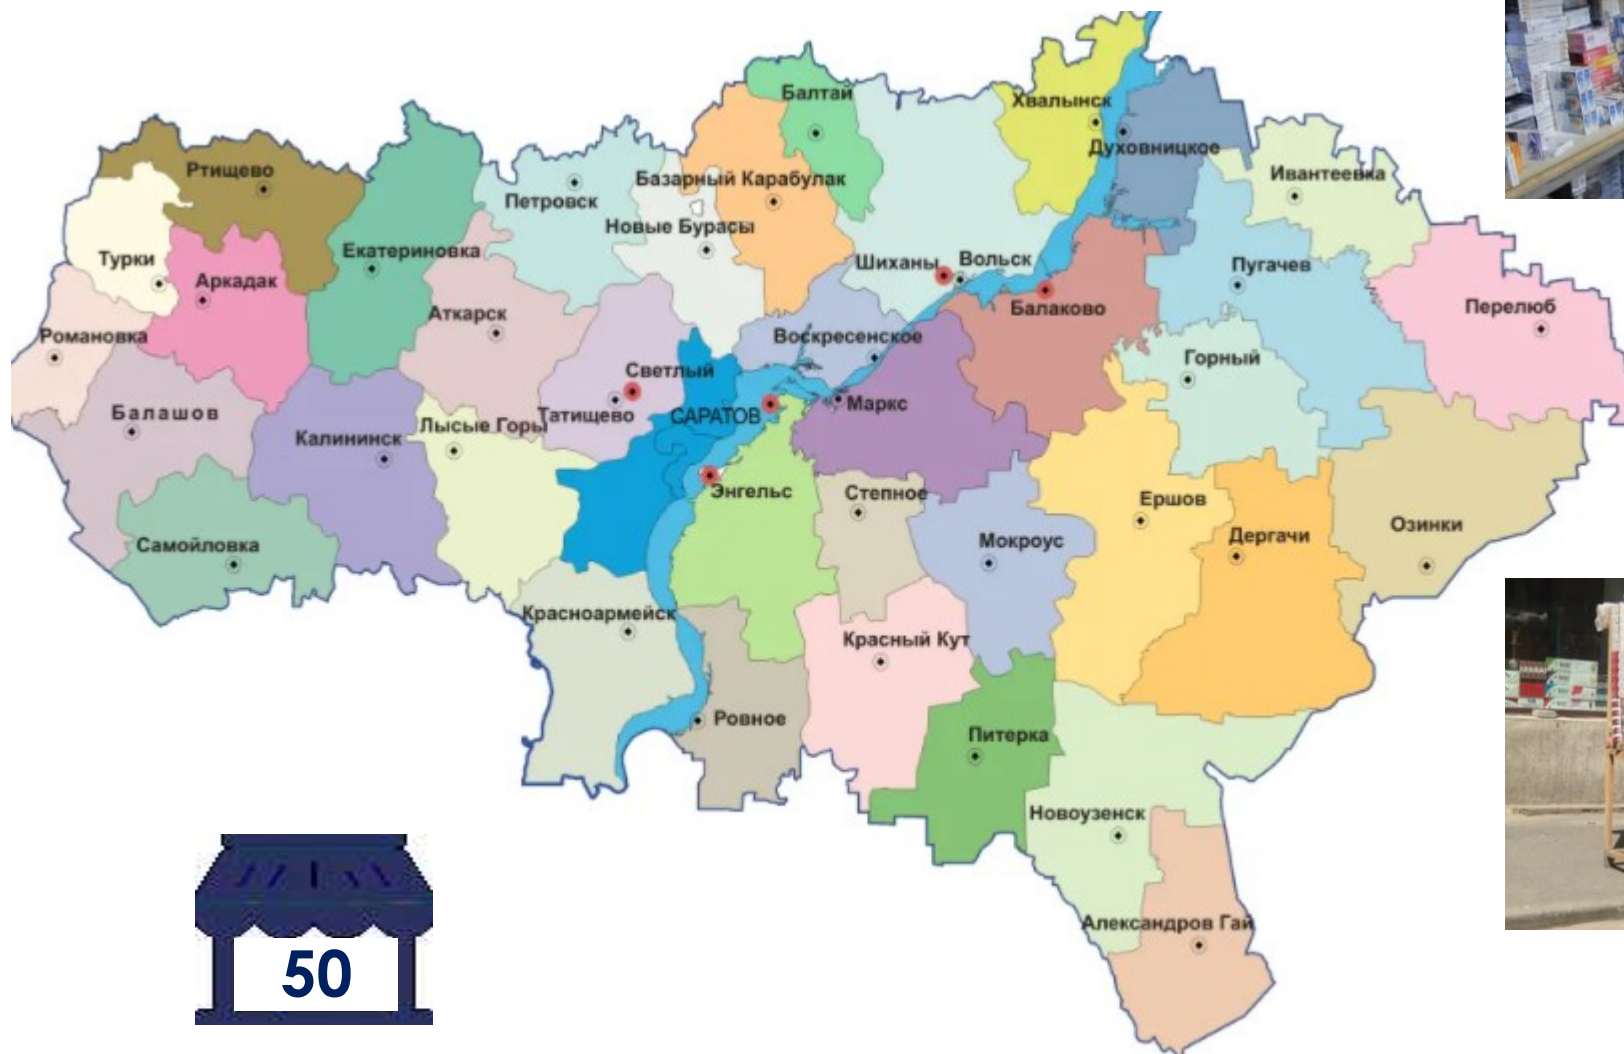 Балтай
Хвалынск
Духовницкое
Ртищево
Ивантеевка
Базарный Карабулак
Петровск
Новые Бурасы
Турки
Екатериновка
Шиханы
Вольск
Пугачев
Аркадак
Балаково
Перелюб
Аткарск
Романовка
Воскресенское
Горный
Светлый
Татищево
САРАТОВ
Маркс
Балашов
Лысые Горы
Калининск
Энгельс
Степное
Ершов
Озинки
Дергачи
Мокроус
Самойловка
Красноармейск
Красный Кут
Ровное
Питерка
Новоузенск
Александров Гай
50